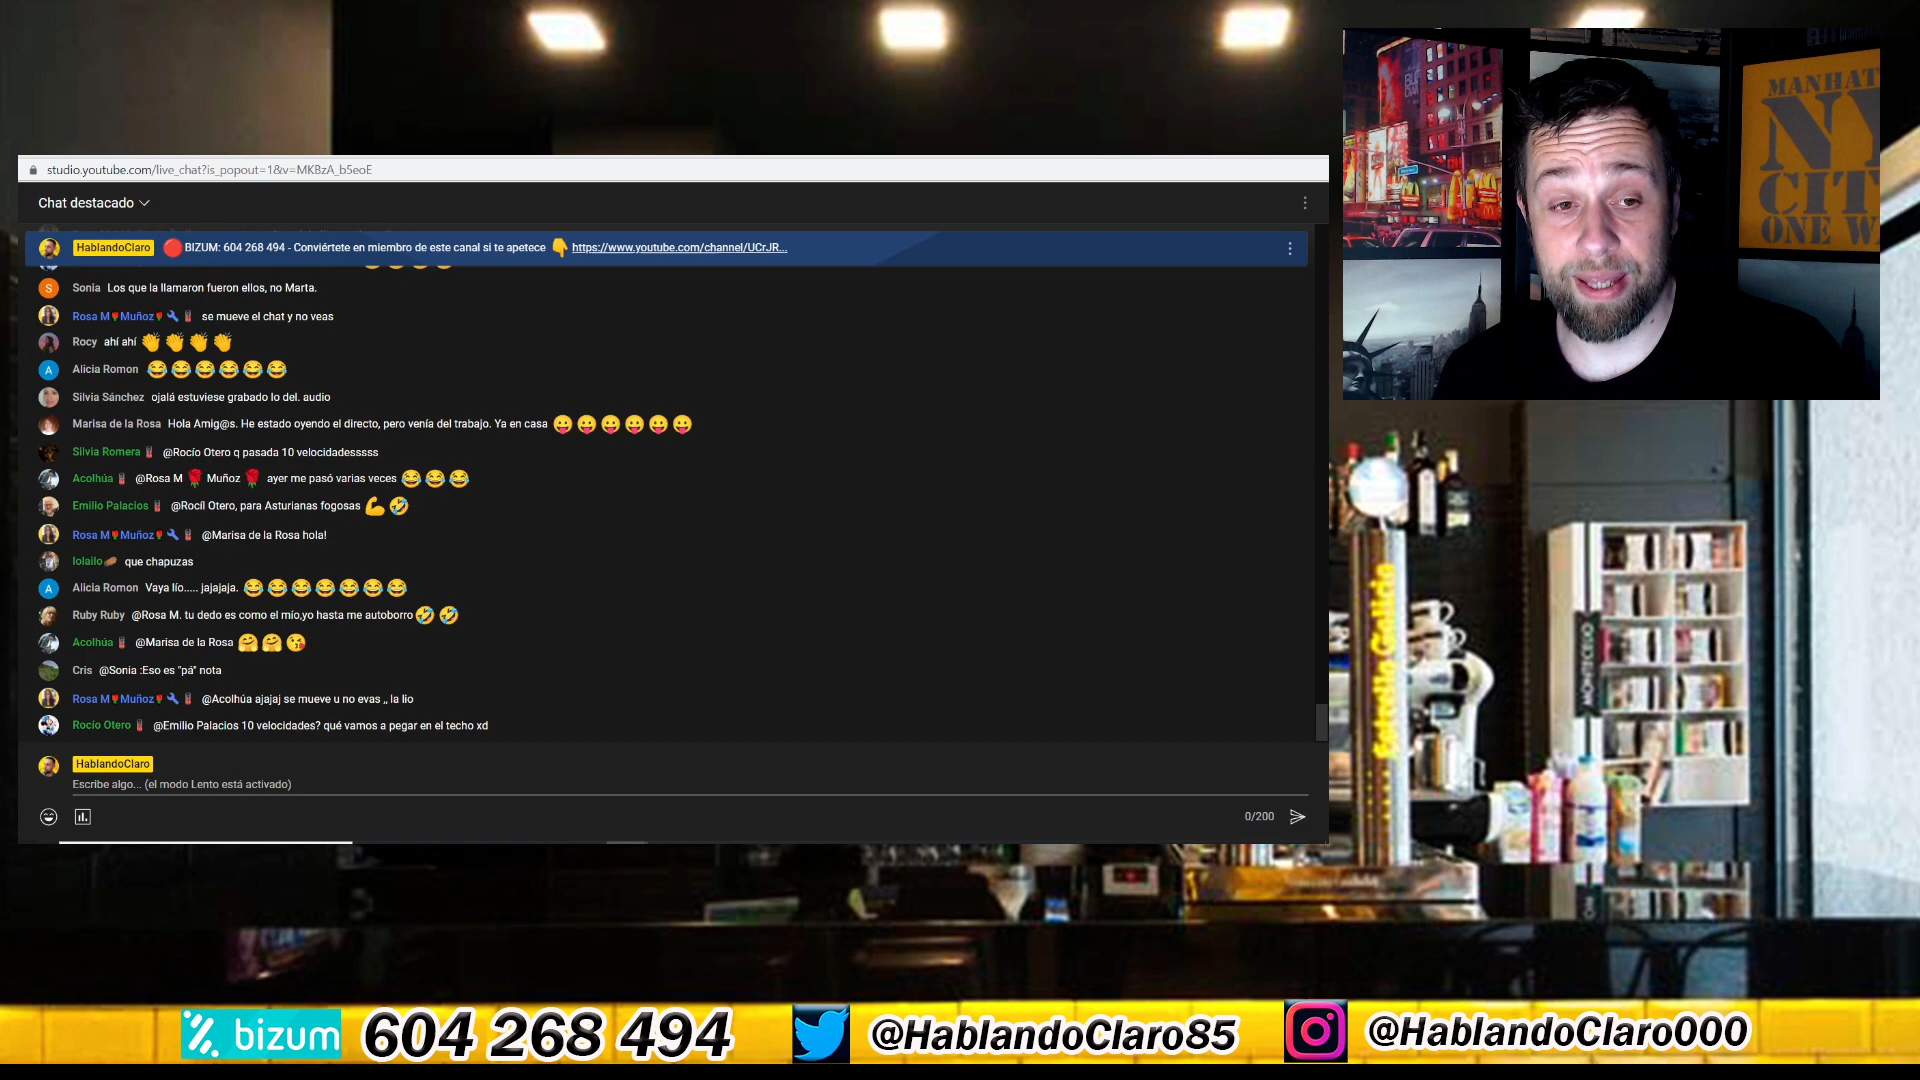 studio.youtube.com/live_chat?is_popout=1&v=MKBzA_b5eoE
Chat destacado
HablandoClaro 🔴BIZUM: 604 268 494 - Conviértete en miembro de este canal si te apetece 👇 https://www.youtube.com/channel/UCrJR...
S Sonia Los que la llamaron fueron ellos, no Marta.
Rosa M🌹Muñoz🌹 se mueve el chat y no veas
Rocy ahí ahí 👏👏👏👏
A Alicia Romon 😂😂😂😂😂😂
Silvia Sánchez ojalá estuviese grabado lo del. audio
Marisa de la Rosa Hola Amig@s. He estado oyendo el directo, pero venía del trabajo. Ya en casa 😛😛😛😛😛😛
Silvia Romera @Rocío Otero q pasada 10 velocidadesssss
Acolhúa @Rosa M🌹Muñoz🌹 ayer me pasó varias veces 😂😂😂
Emilio Palacios @Rocíl Otero, para Asturianas fogosas 💪🤣
Rosa M🌹Muñoz🌹 @Marisa de la Rosa hola!
lolailo que chapuzas
A Alicia Romon Vaya lío..... jajajaja. 😂😂😂😂😂😂😂
Ruby Ruby @Rosa M. tu dedo es como el mío,yo hasta me autoborro🤣🤣
Acolhúa @Marisa de la Rosa 🤗🤗😘
Cris @Sonia :Eso es "pá" nota
Rosa M🌹Muñoz🌹 @Acolhúa ajajaj se mueve u no evas ,, la lio
Rocío Otero @Emilio Palacios 10 velocidades? qué vamos a pegar en el techo xd
HablandoClaro
Escribe algo... (el modo Lento está activado)
0/200
MANHAT
NY
CIT
ONE W
Estrella Galicia
MONTECELIO
bizum 604 268 494 @HablandoClaro85 @HablandoClaro000